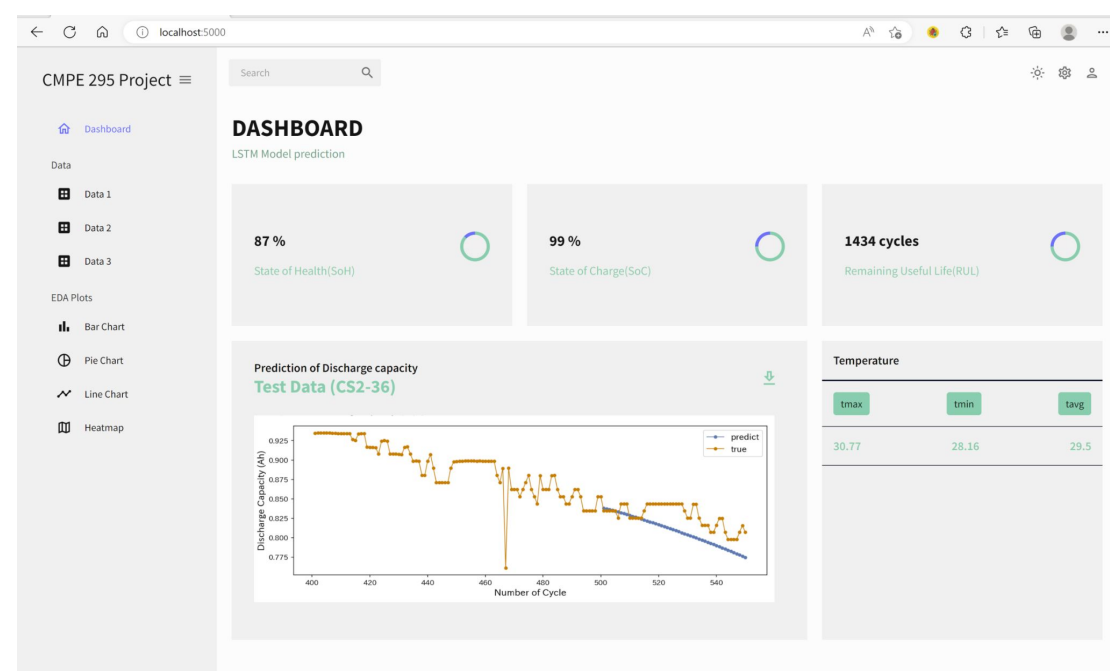 localhost:5000
CMPE 295 Project
Search
Dashboard
Data
Data 1
Data 2
Data 3
EDA Plots
Bar Chart
Pie Chart
Line Chart
Heatmap
DASHBOARD
LSTM Model prediction
87 %
State of Health(SoH)
99 %
State of Charge(SoC)
1434 cycles
Remaining Useful Life(RUL)
Prediction of Discharge capacity
Test Data (CS2-36)
predict
true
Discharge Capacity (Ah)
0.925
0.900
0.875
0.850
0.825
0.800
0.775
400 420 440 460 480 500 520 540
Number of Cycle
Temperature
tmax tmin tavg
30.77 28.16 29.5